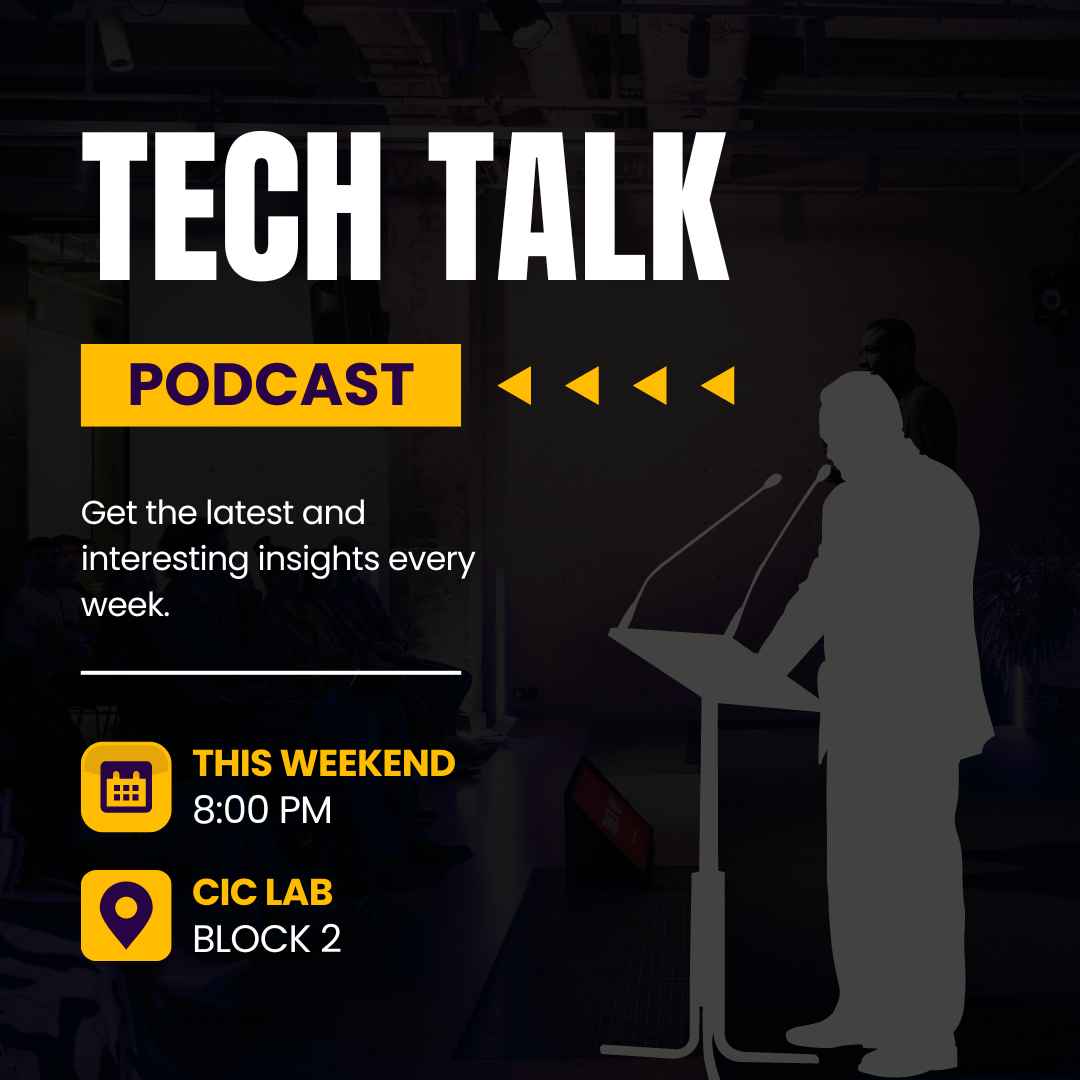 TECH TALK
PODCAST
Get the latest and
interesting insights every
week.
THIS WEEKEND
8:00 PM
CIC LAB
BLOCK 2